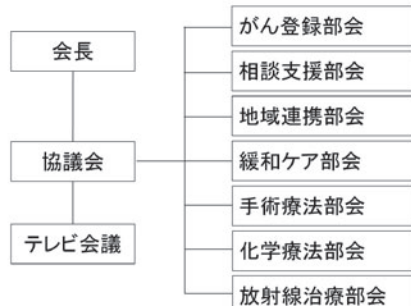 会長
協議会
テレビ会議
がん登録部会
相談支援部会
地域連携部会
緩和ケア部会
手術療法部会
化学療法部会
放射線治療部会